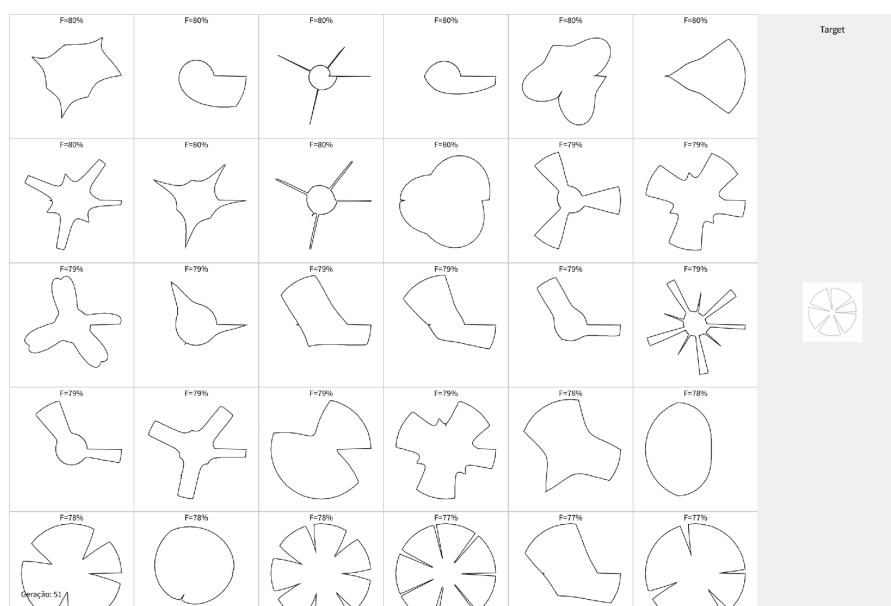 F=80% F=80% F=80% F=80% F=80% F=80%
Target
F=80% F=80% F=80% F=80% F=79% F=79%
F=79% F=79% F=79% F=79% F=79% F=79%
F=79% F=79% F=79% F=79% F=78% F=78%
F=78% F=78% F=78% F=77% F=77% F=77%
Geração: 51